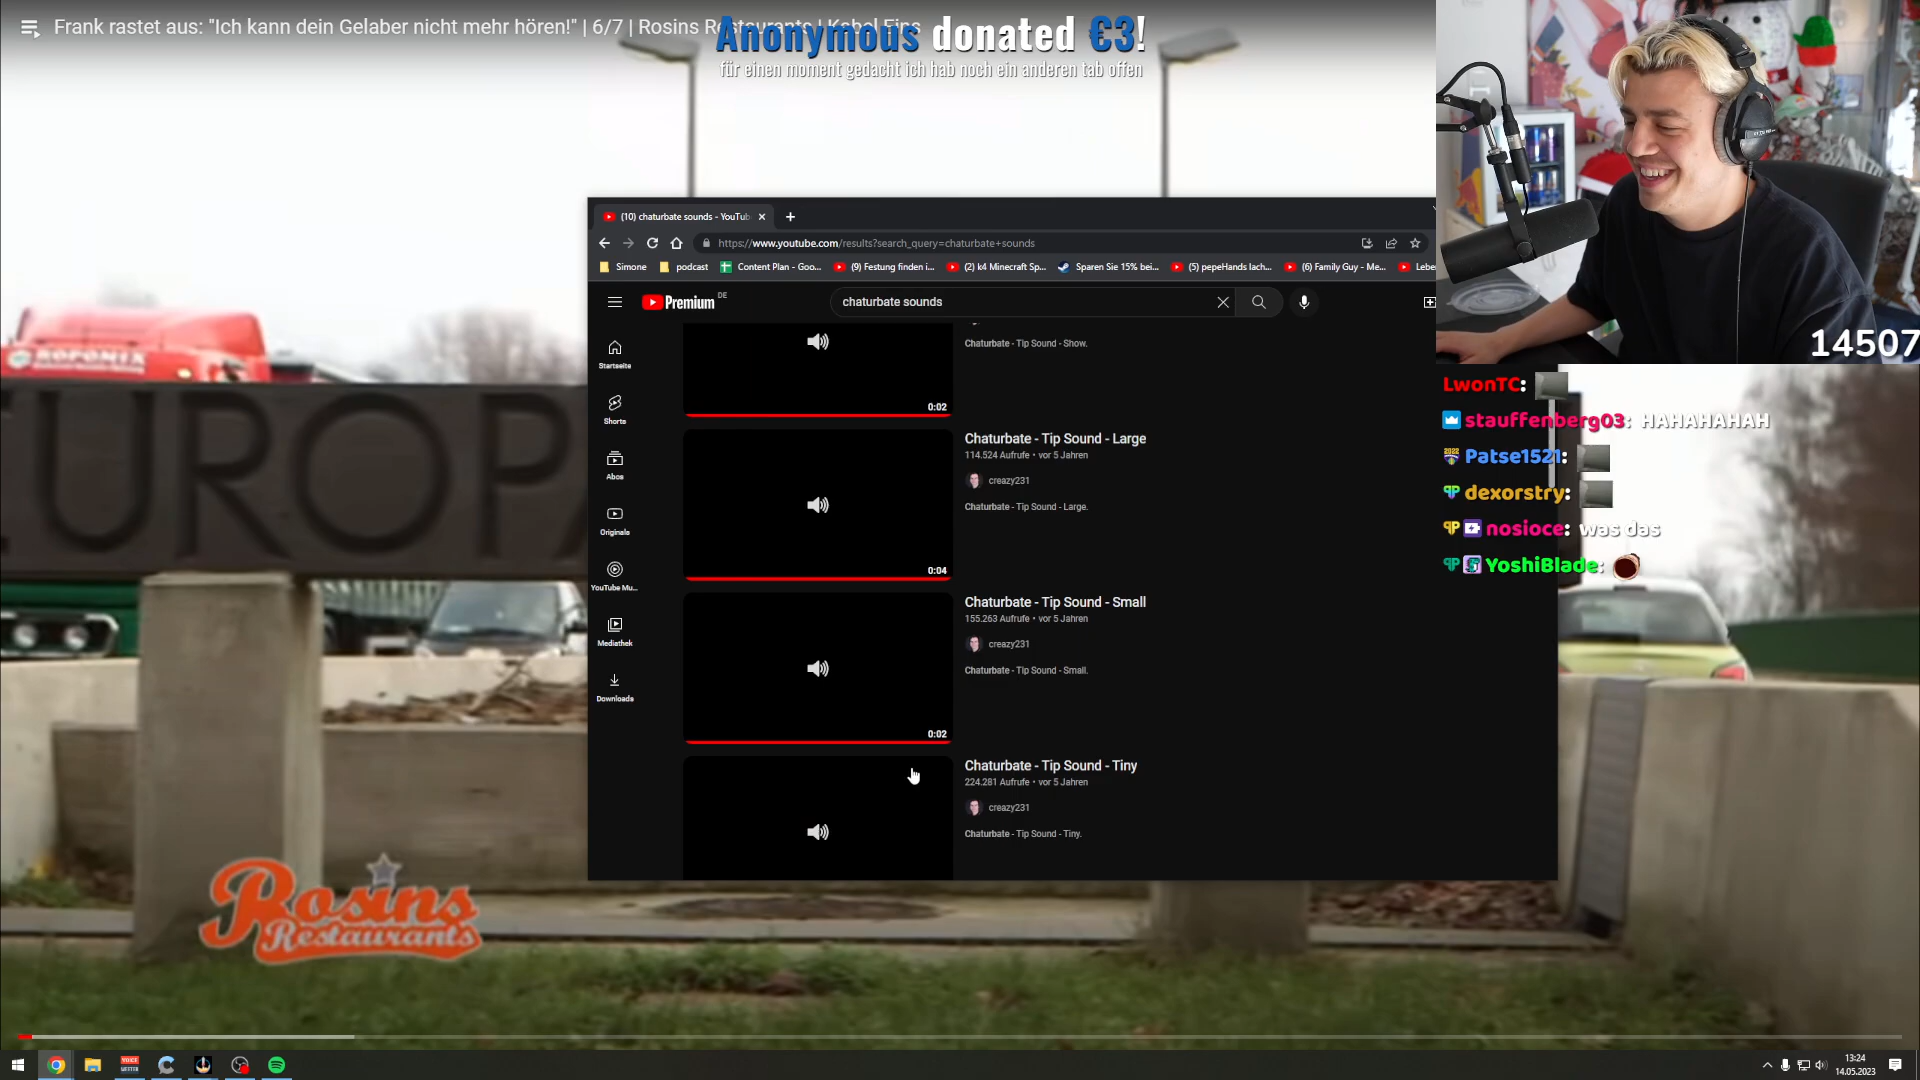 Frank rastet aus: "Ich kann dein Gelaber nicht mehr hören!" | 6/7 | Rosins Restaurants | Kabel Eins
Anonymous donated €3!
für einen moment gedacht ich hab noch ein anderen tab offen
(10) chaturbate sounds - YouTub
https://www.youtube.com/results?search_query=chaturbate+sounds
Simone
podcast
Content Plan - Goo...
(9) Festung finden i...
(2) k4 Minecraft Sp...
Sparen Sie 15% bei...
(5) pepeHands lach...
(6) Family Guy - Me...
Lebe
Premium DE
chaturbate sounds
Startseite
Shorts
Abos
Originals
YouTube Mu...
Mediathek
Downloads
Chaturbate - Tip Sound - Show.
0:02
Chaturbate - Tip Sound - Large
114.524 Aufrufe • vor 5 Jahren
creazy231
Chaturbate - Tip Sound - Large.
0:04
Chaturbate - Tip Sound - Small
155.263 Aufrufe • vor 5 Jahren
creazy231
Chaturbate - Tip Sound - Small.
0:02
Chaturbate - Tip Sound - Tiny
224.281 Aufrufe • vor 5 Jahren
creazy231
Chaturbate - Tip Sound - Tiny.
14507
LwonTC:
stauffenberg03: HAHAHAHAH
Patse1521:
dexorstry:
nosioce: was das
YoshiBlade:
EUROPA
Rosins
Restaurants
13:24
14.05.2023